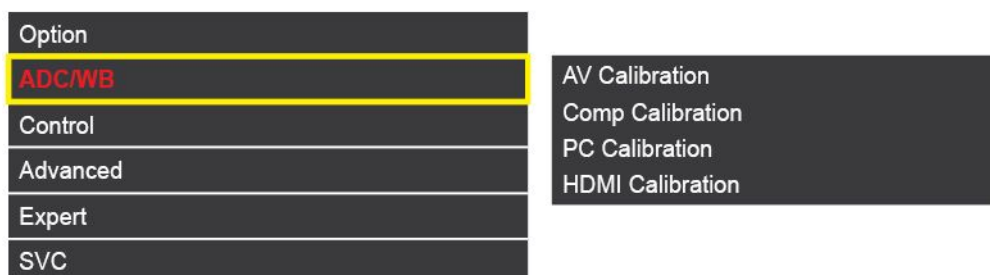 Option
ADC/WB
Control
Advanced
Expert
SVC
AV Calibration
Comp Calibration
PC Calibration
HDMI Calibration